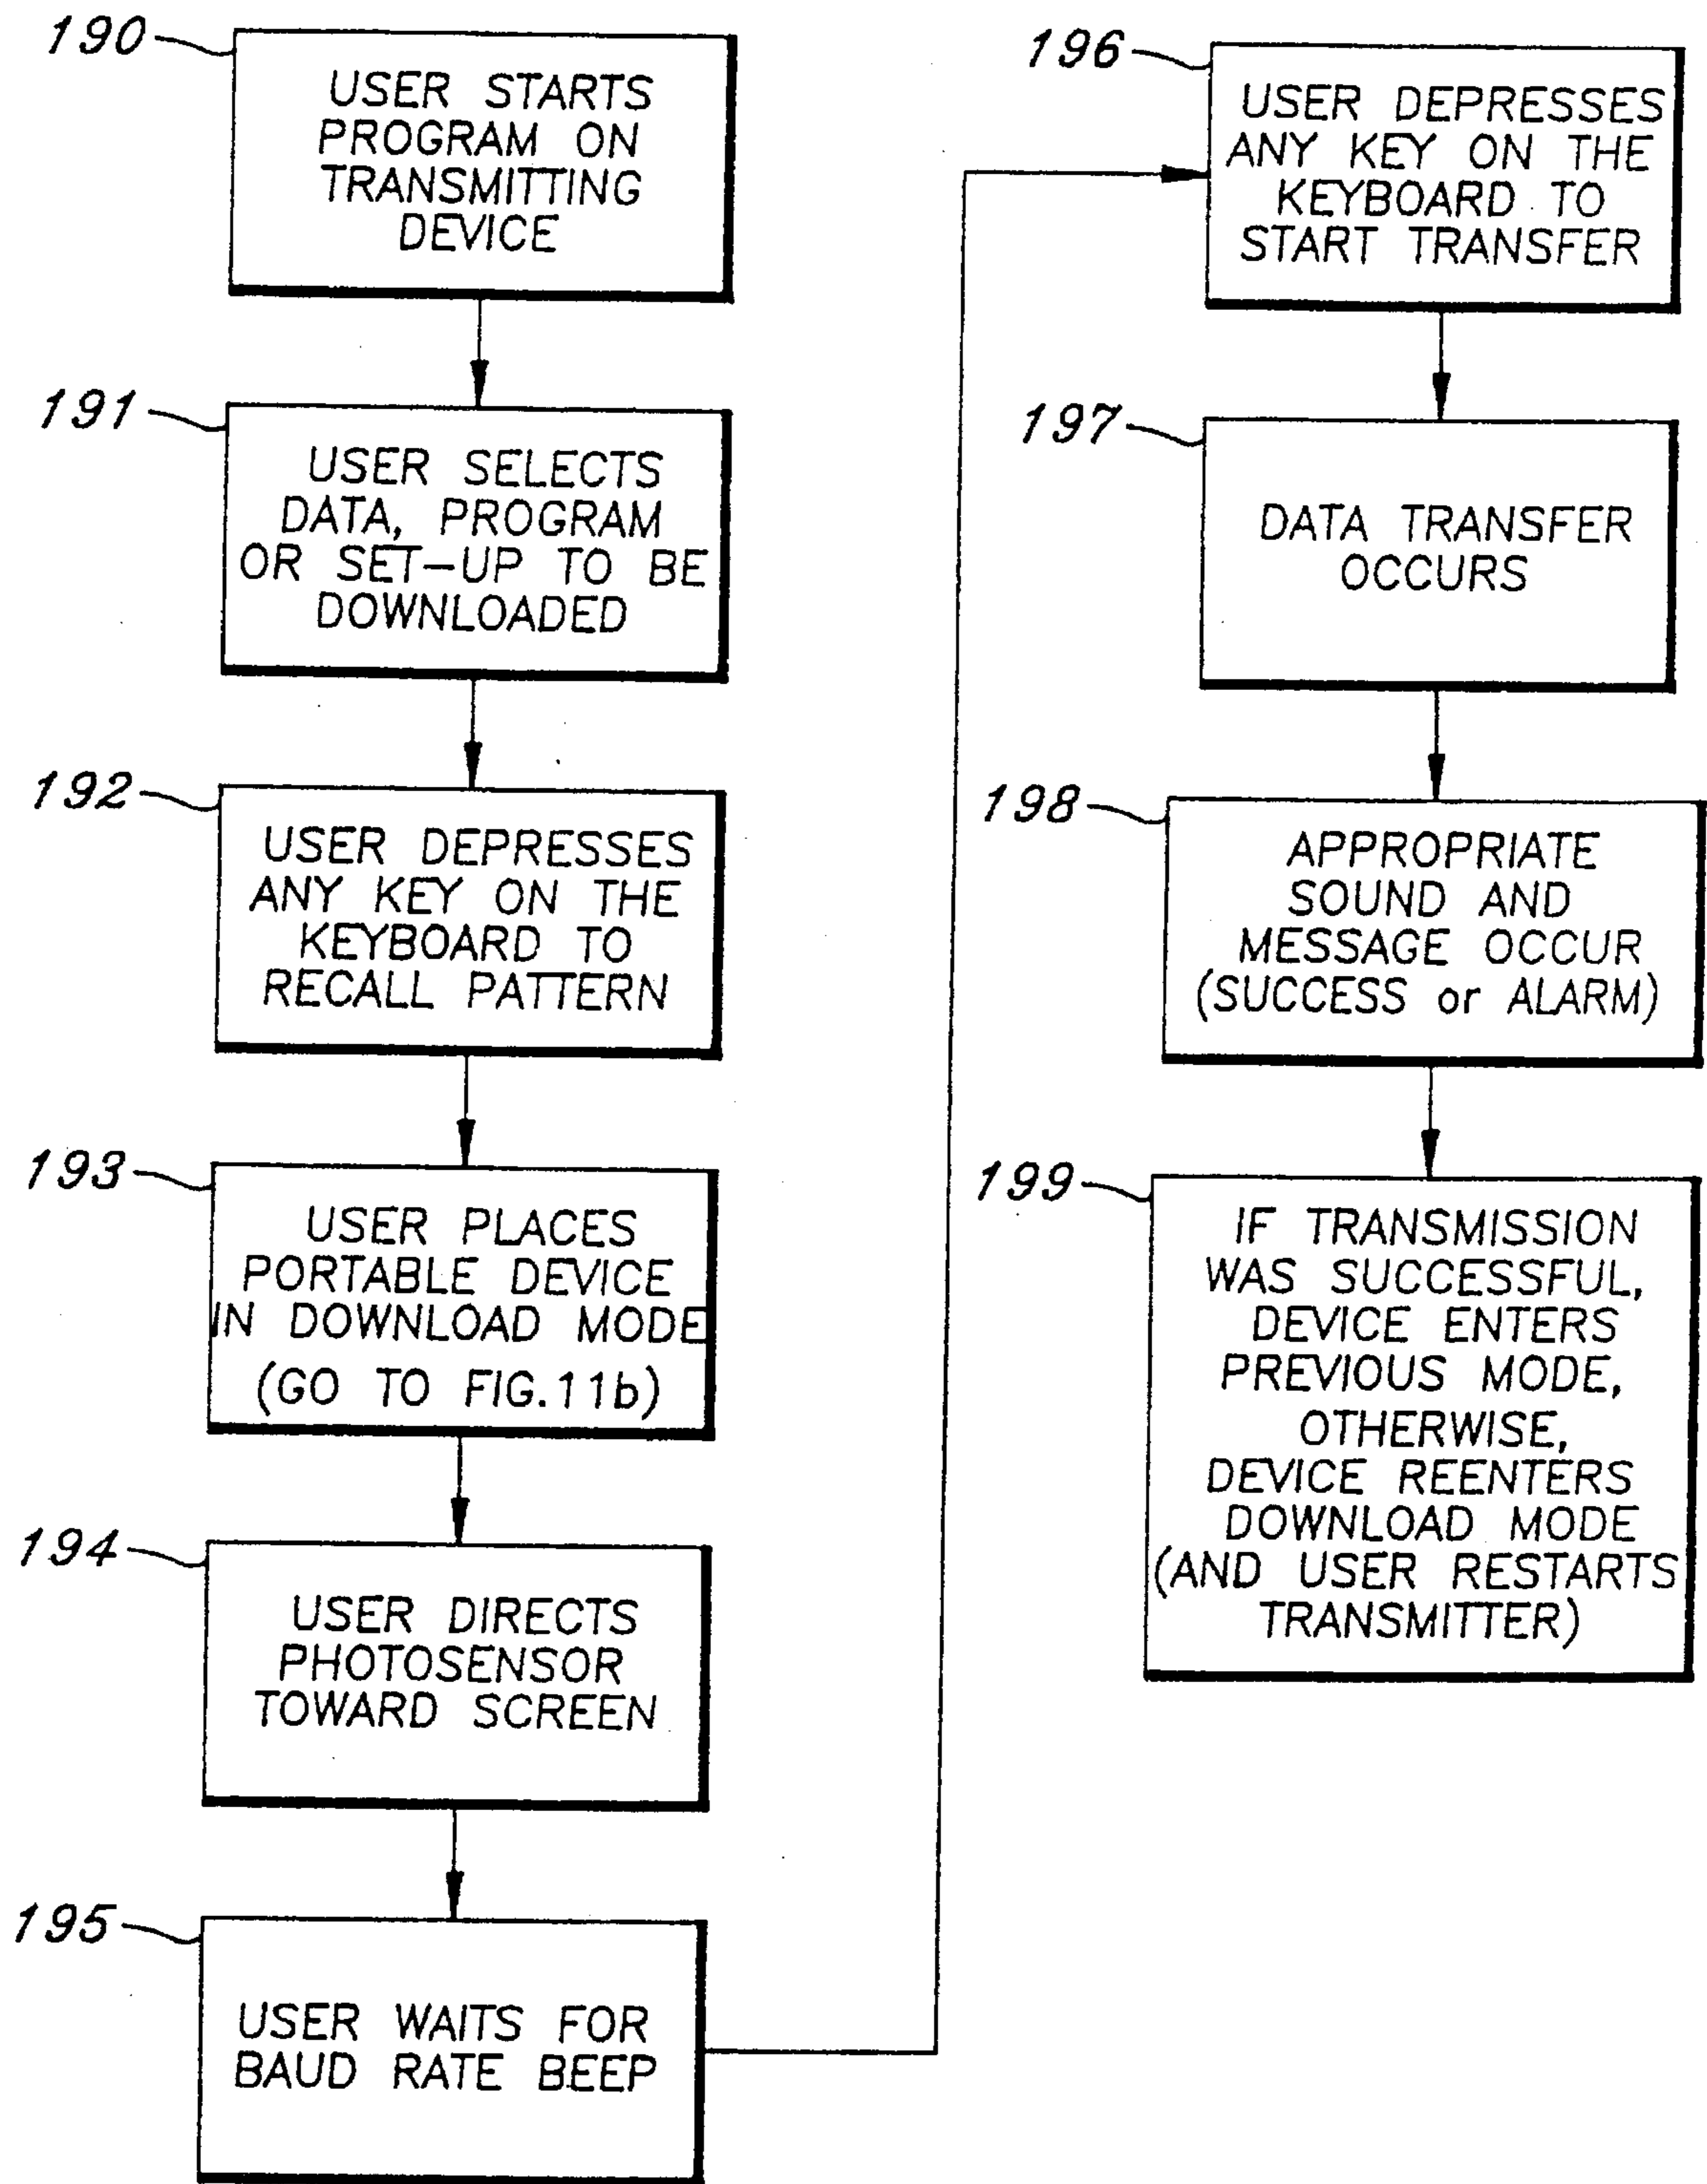 190
USER STARTS
PROGRAM ON
TRANSMITTING
DEVICE
191
USER SELECTS
DATA, PROGRAM
OR SET-UP TO BE
DOWNLOADED
192
USER DEPRESSES
ANY KEY ON THE
KEYBOARD TO
RECALL PATTERN
193
USER PLACES
PORTABLE DEVICE
IN DOWNLOAD MODE
(GO TO FIG.11b)
194
USER DIRECTS
PHOTOSENSOR
TOWARD SCREEN
195
USER WAITS FOR
BAUD RATE BEEP
196
USER DEPRESSES
ANY KEY ON THE
KEYBOARD TO
START TRANSFER
197
DATA TRANSFER
OCCURS
198
APPROPRIATE
SOUND AND
MESSAGE OCCUR
(SUCCESS or ALARM)
199
IF TRANSMISSION
WAS SUCCESSFUL,
DEVICE ENTERS
PREVIOUS MODE,
OTHERWISE,
DEVICE REENTERS
DOWNLOAD MODE
(AND USER RESTARTS
TRANSMITTER)